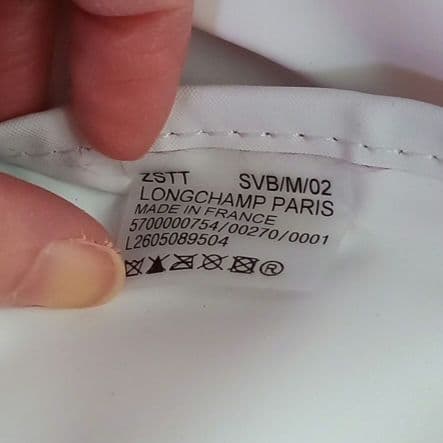 ZSTT SVB/M/02
LONGCHAMP PARIS
MADE IN FRANCE
5700000754/00270/0001
L2605089504
®